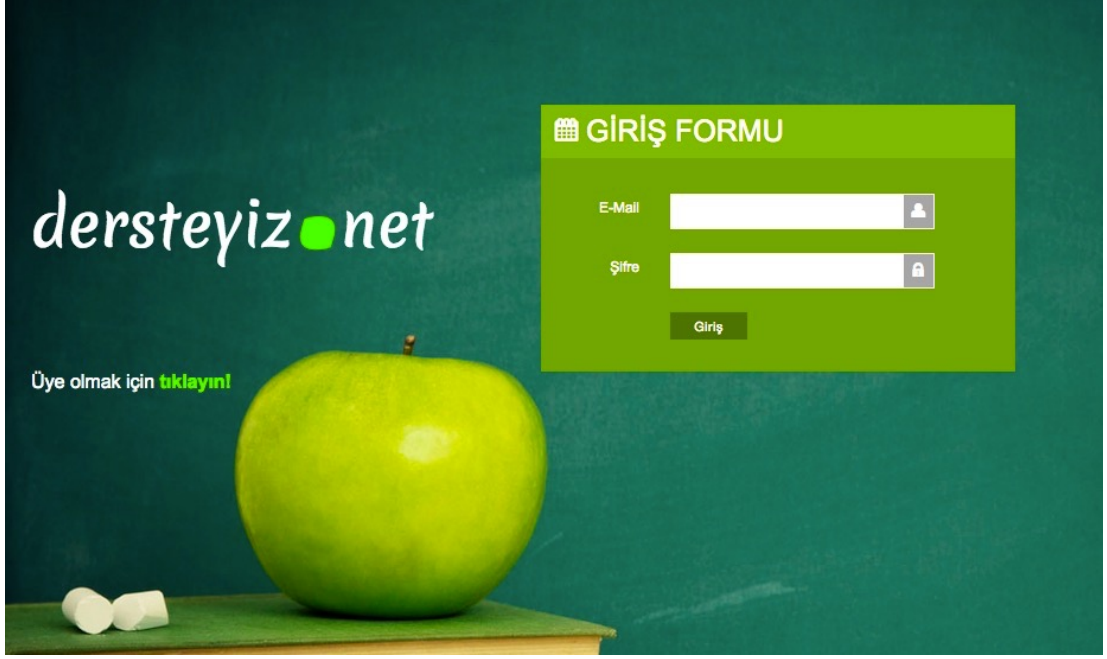 GİRİŞ FORMU
E-Mail
dersteyiz.net
Şifre
Giriş
Üye olmak için tıklayın!